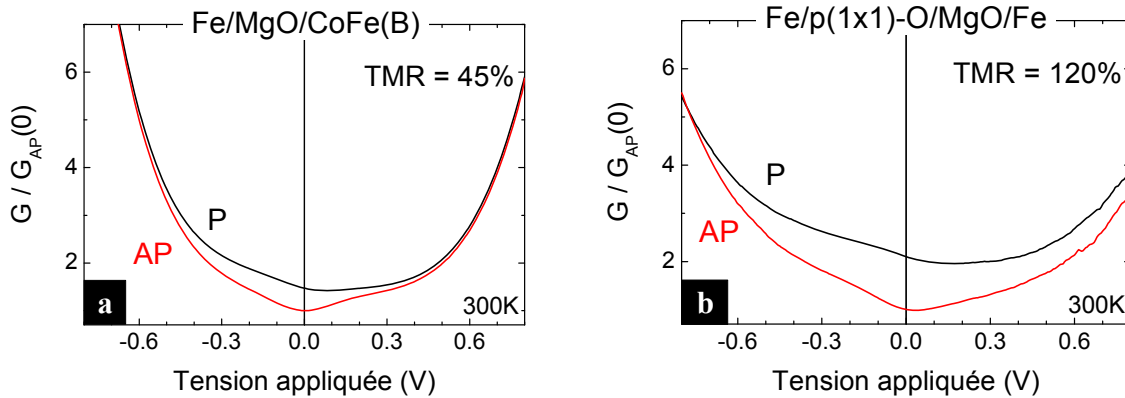 Fe/MgO/CoFe(B)
TMR = 45%
G / G_AP(0)
6
4
2
P
AP
a
300K
-0.6 -0.3 0.0 0.3 0.6
Tension appliquée (V)
Fe/p(1x1)-O/MgO/Fe
TMR = 120%
G / G_AP(0)
6
4
2
P
AP
b
300K
-0.6 -0.3 0.0 0.3 0.6
Tension appliquée (V)